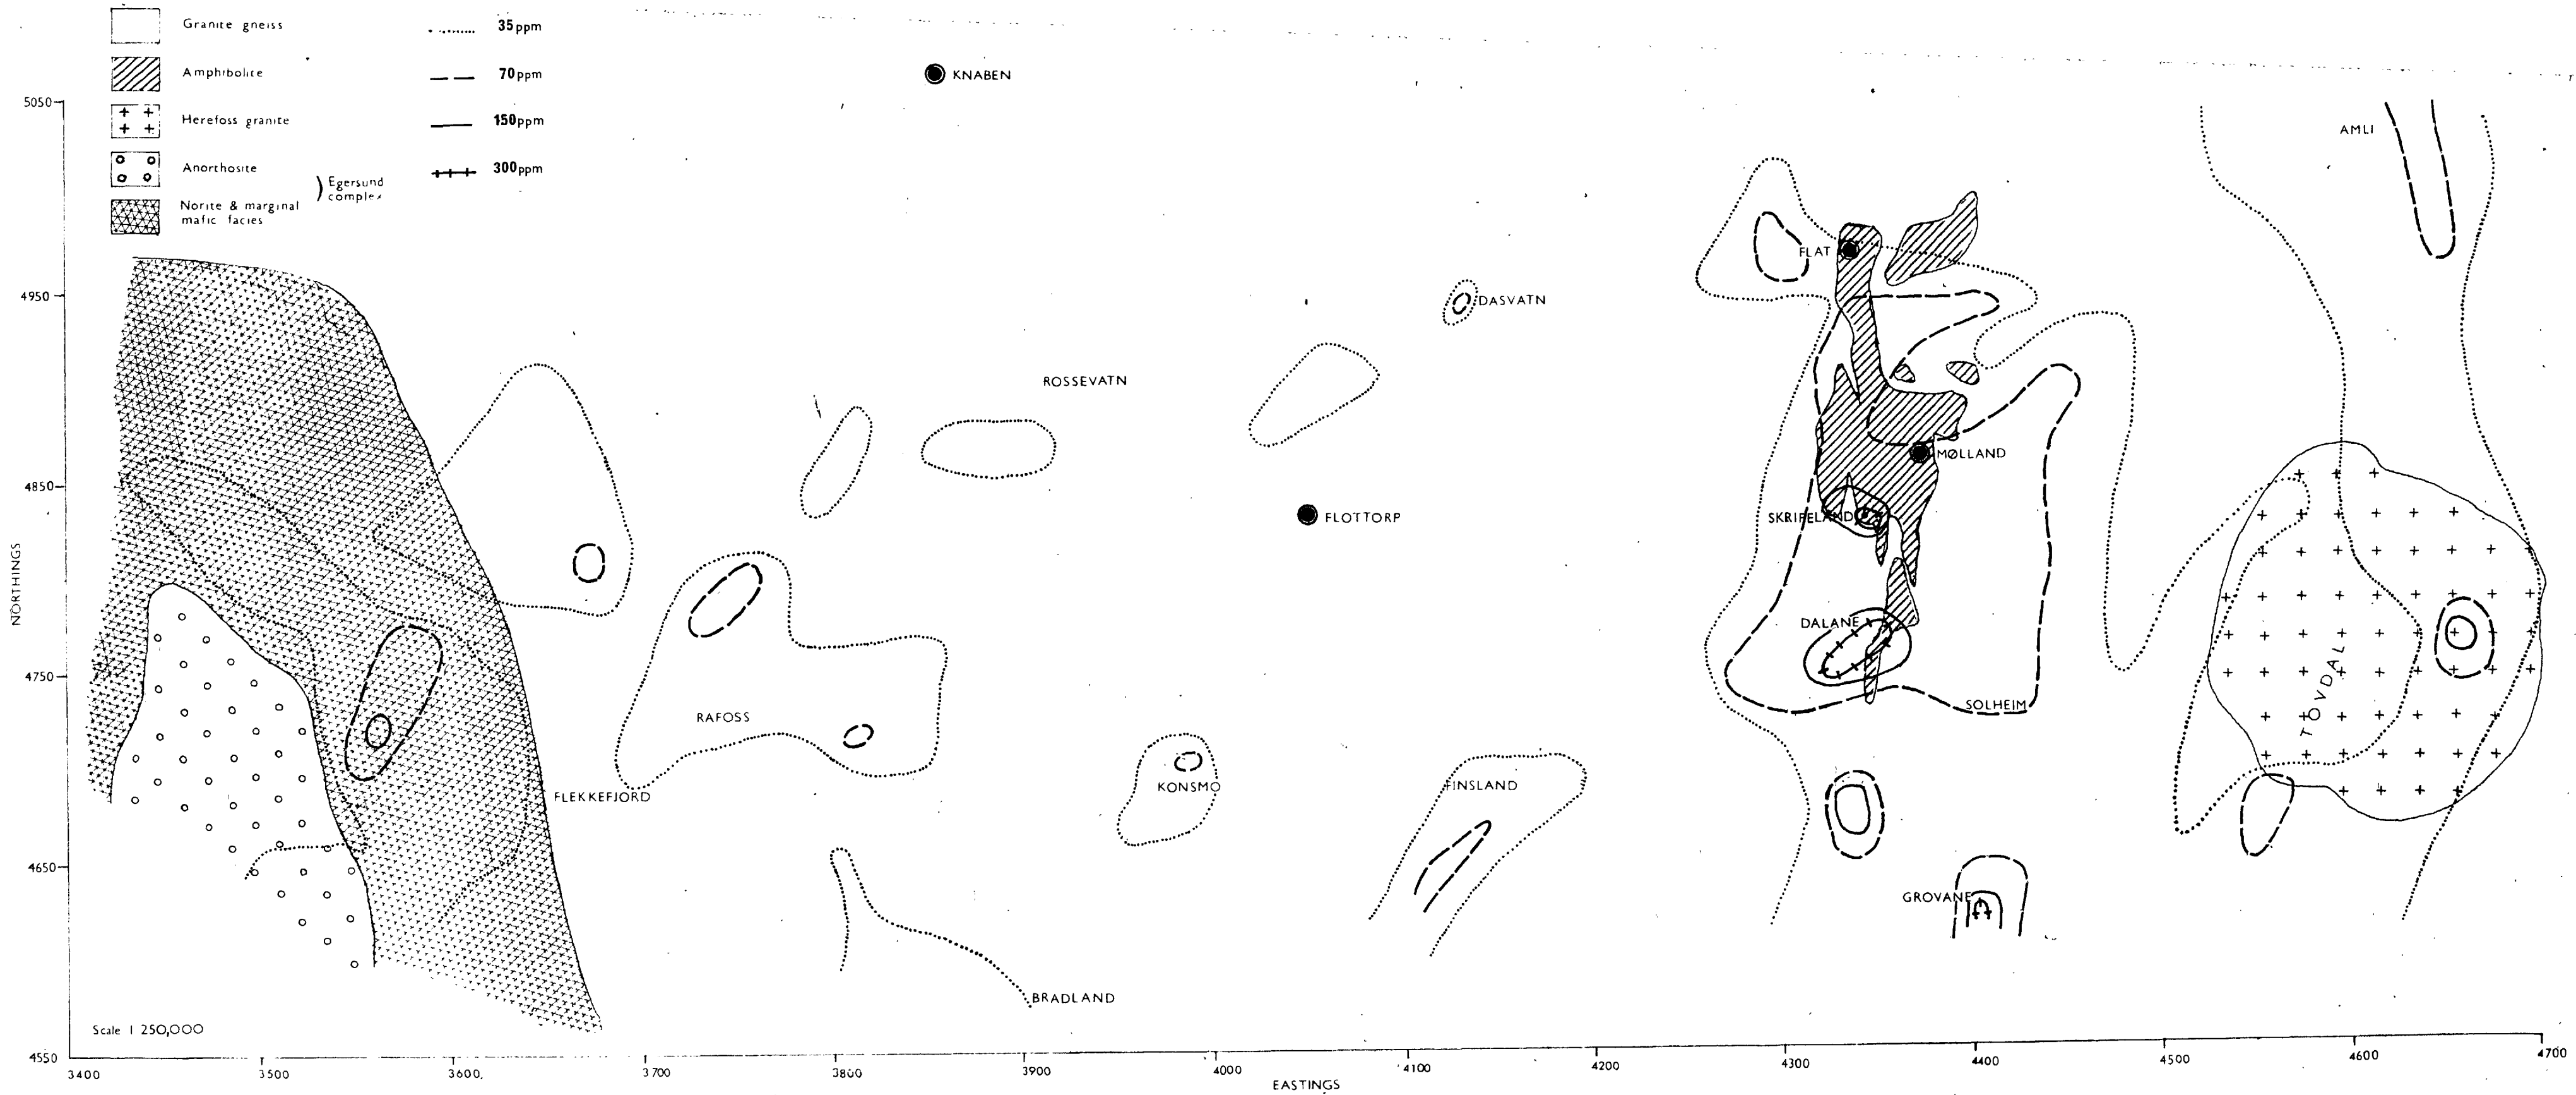 Granite gneiss
Amphibolite
Herefoss granite
Anorthosite
Norite & marginal
mafic facies
) Egersund
complex
35ppm
70ppm
150ppm
300ppm
KNABEN
AMLI
FLAT
DASVATN
ROSSEVATN
MØLLAND
FLOTTORP
SKRIFELAND
DALANE
TOVDAL
SOLHEIM
RAFOSS
FLEKKEFJORD
KONSMO
FINSLAND
GROVANE
BRADLAND
Scale 1 250,000
NORTHINGS
5050
4950
4850
4750
4650
4550
3400
3500
3600
3700
3800
3900
4000
4100
4200
4300
4400
4500
4600
4700
EASTINGS